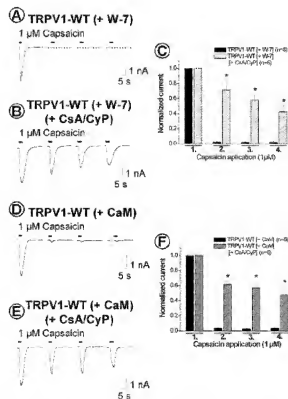 A TRPV1-WT (+ W-7)
1 µM Capsaicin
1 nA
5 s
B TRPV1-WT (+ W-7)
(+ CsA/CyP)
1 µM Capsaicin
1 nA
5 s
C
TRPV1-WT [+ W-7]
TRPV1-WT [+ W-7]
[+ CsA/CyP] (n=6)
Normalized current
1.0
0.8
0.6
0.4
0.2
0.0
* * *
1. 2. 3. 4.
Capsaicin aplication (1µM)
D TRPV1-WT (+ CaM)
1 µM Capsaicin
1 nA
5 s
E TRPV1-WT (+ CaM)
(+ CsA/CyP)
1 µM Capsaicin
1 nA
5 s
F
TRPV1-WT [+ CaM]
TRPV1-WT [+ CaM]
[+ CsA/CyP]
Normalized current
1.0
0.8
0.6
0.4
0.2
0.0
* * *
1. 2. 3. 4.
Capsaicin application (1µM)